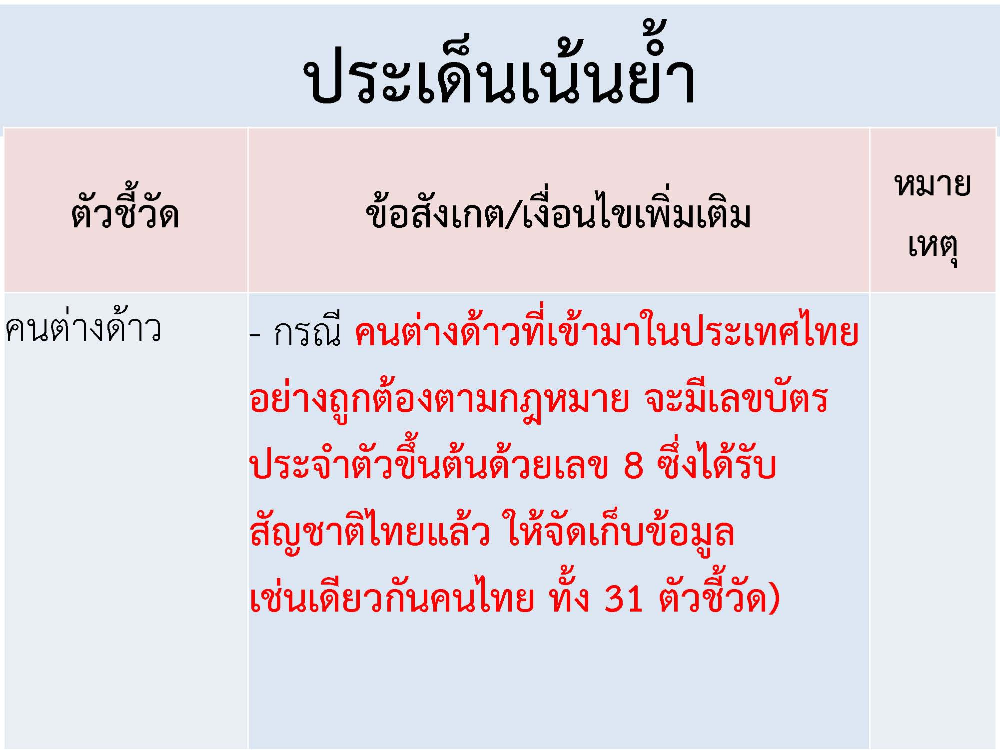 ประเด็นเน้นย้ำ
ตัวชี้วัด
ข้อสังเกต/เงื่อนไขเพิ่มเติม
หมาย
เหตุ
คนต่างด้าว
- กรณี คนต่างด้าวที่เข้ามาในประเทศไทย
อย่างถูกต้องตามกฎหมาย จะมีเลขบัตร
ประจำตัวขึ้นต้นด้วยเลข 8 ซึ่งได้รับ
สัญชาติไทยแล้ว ให้จัดเก็บข้อมูล
เช่นเดียวกันคนไทย ทั้ง 31 ตัวชี้วัด)